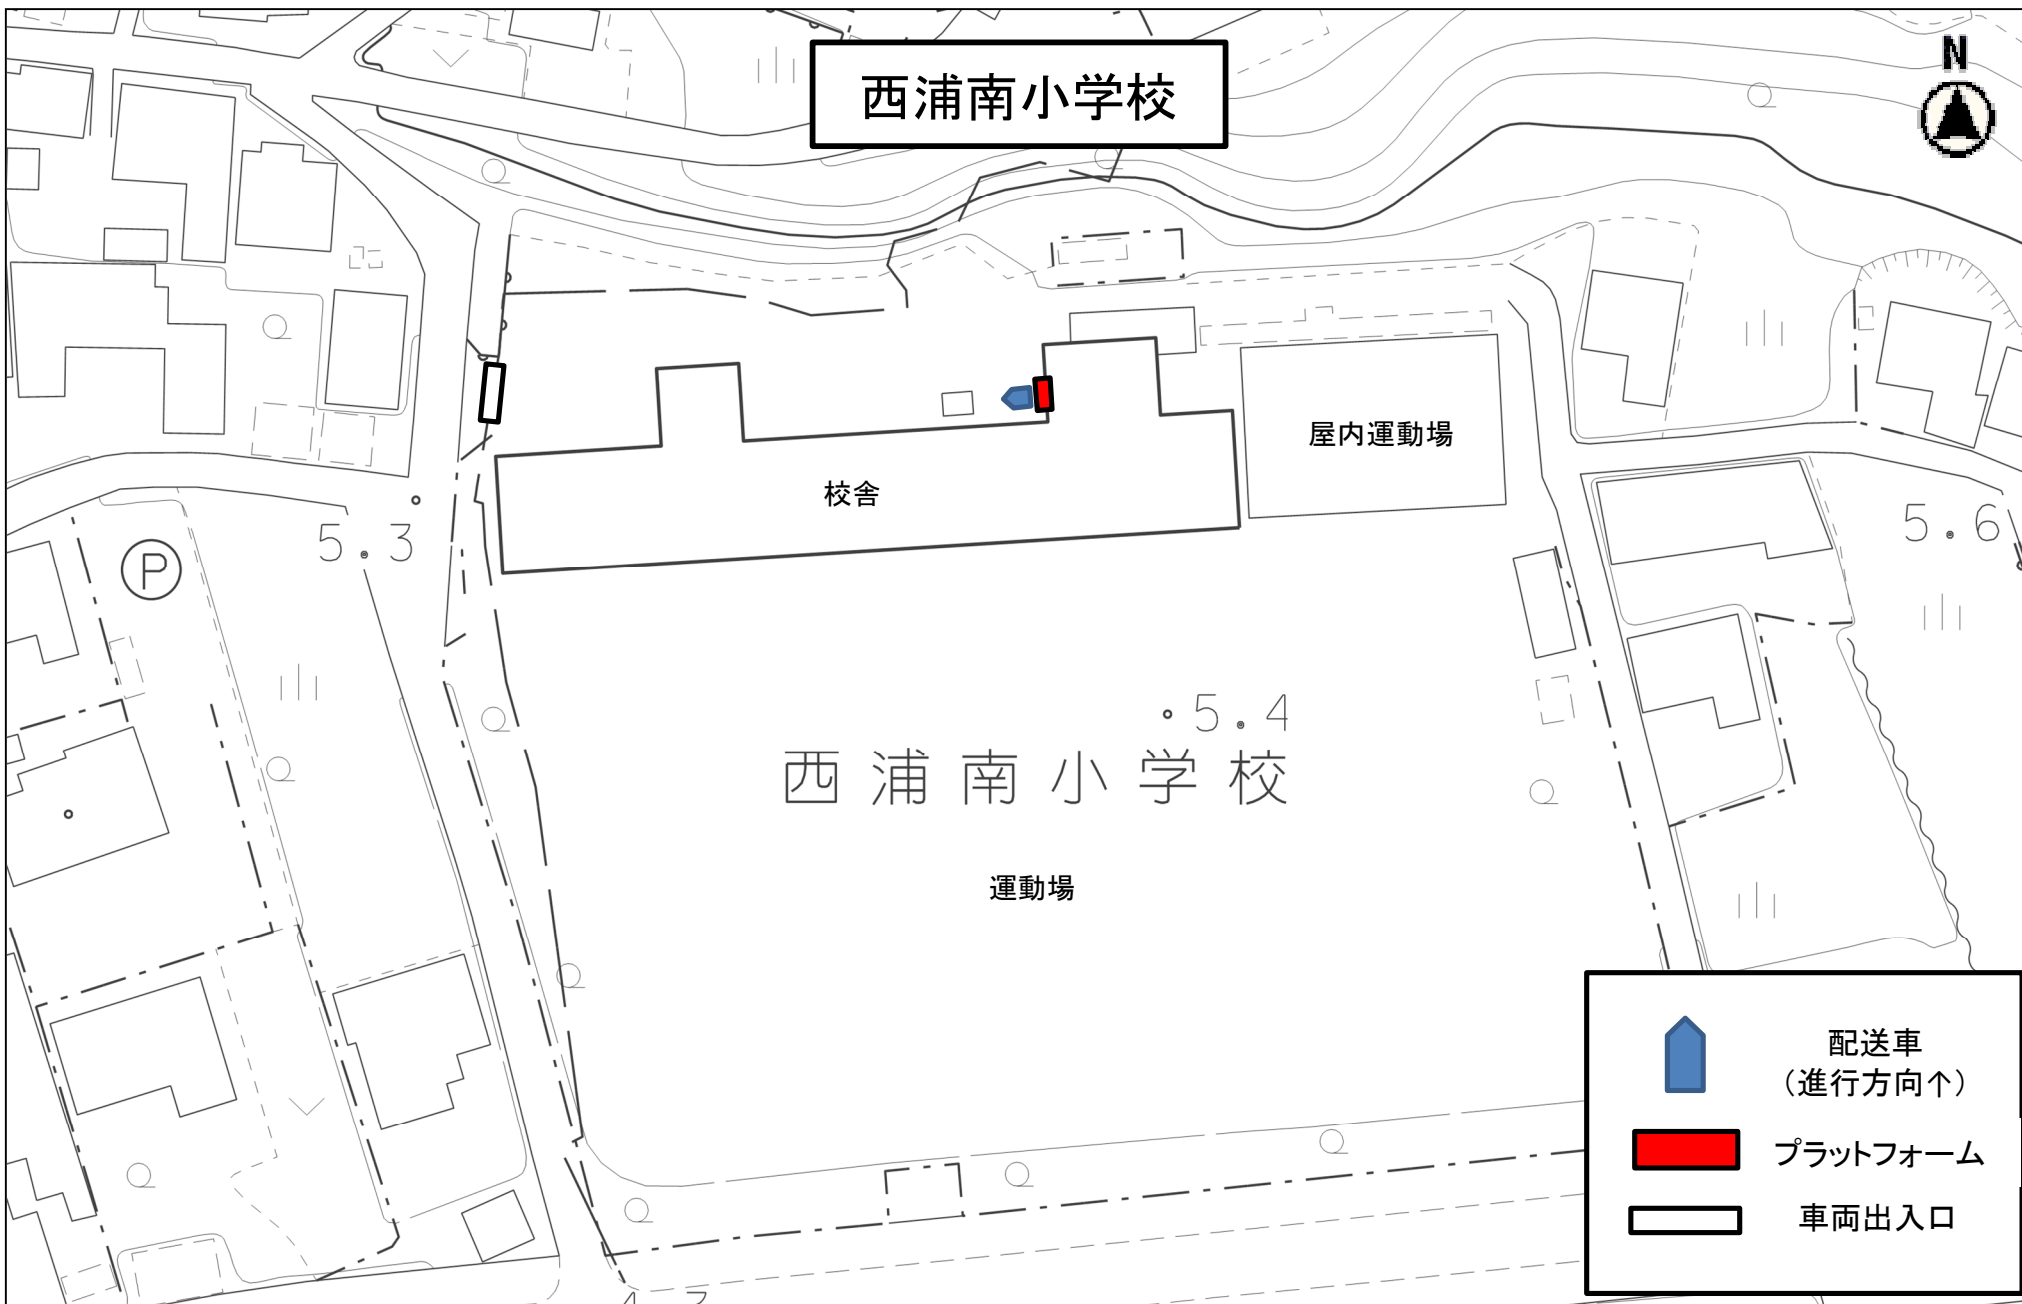 西浦南小学校
N
屋内運動場
校舎
5.3
5.6
P
5.4
西浦南小学校
運動場
配送車
（進行方向↑）
プラットフォーム
車両出入口